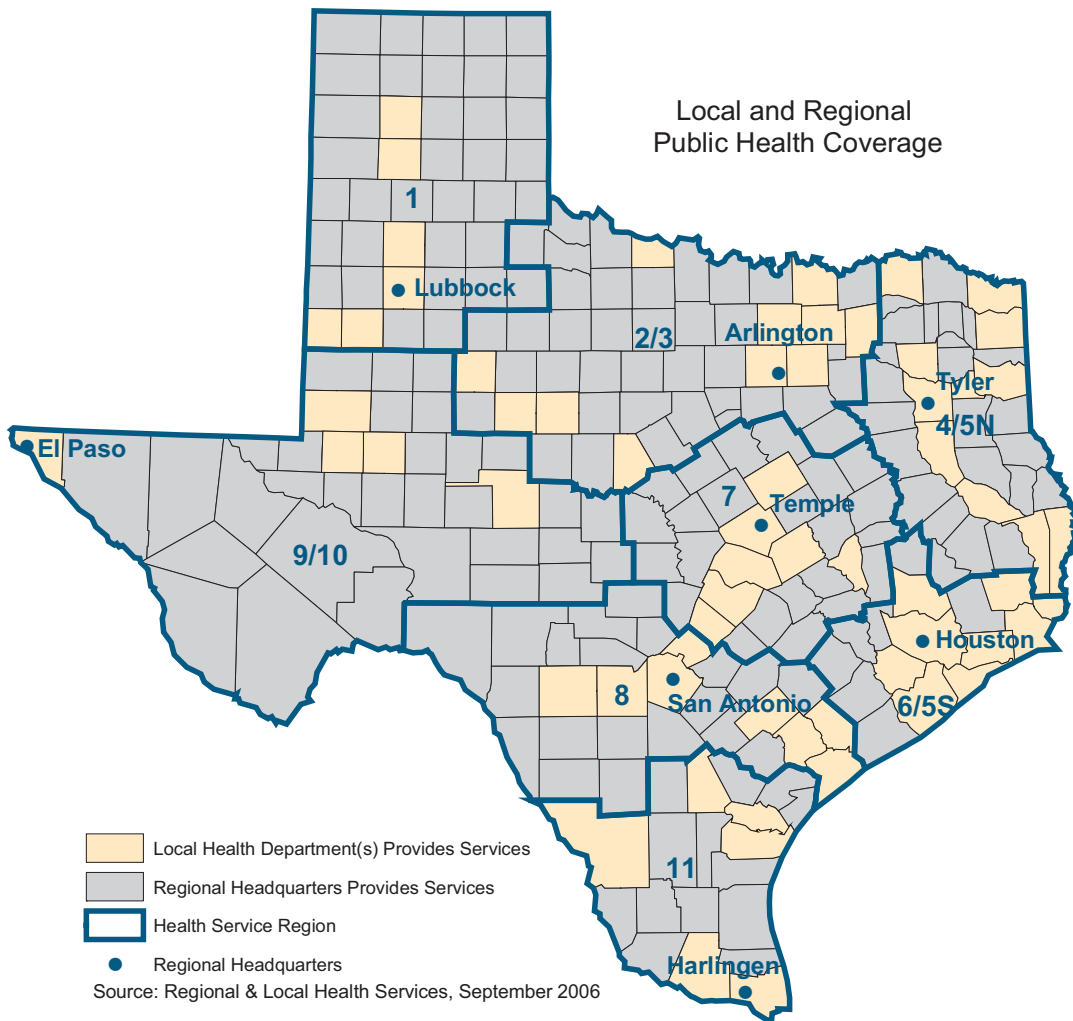 Local and Regional
Public Health Coverage
1
Lubbock
2/3
Arlington
Tyler
4/5N
El Paso
7
Temple
9/10
Houston
8
San Antonio
6/5S
11
Harlingen
Local Health Department(s) Provides Services
Regional Headquarters Provides Services
Health Service Region
Regional Headquarters
Source: Regional & Local Health Services, September 2006